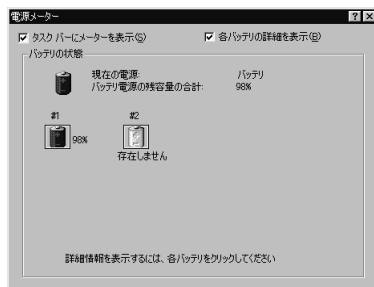 電源メーター
タスク バーにメーターを表示(S)
各バッテリの詳細を表示(B)
バッテリの状態
現在の電源:
バッテリ
バッテリ電源の残容量の合計:
98%
#1
#2
98%
存在しません
詳細情報を表示するには、各バッテリをクリックしてください